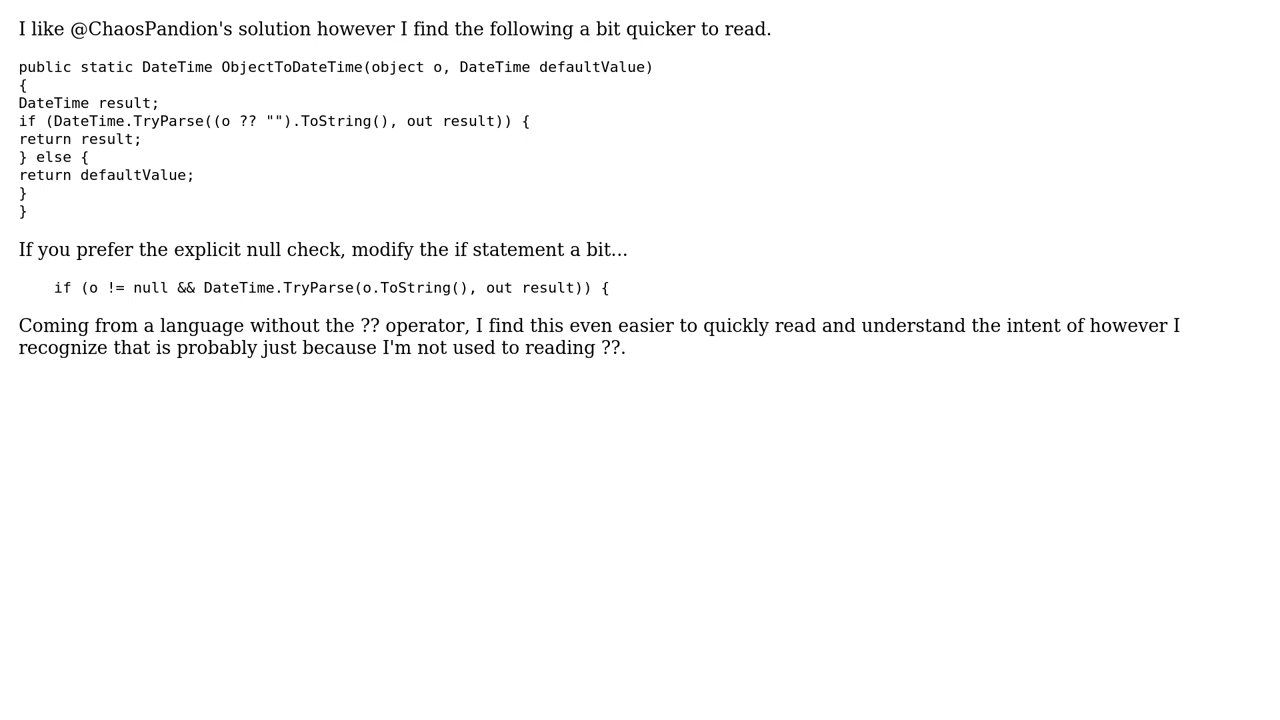 I like @ChaosPandion's solution however I find the following a bit quicker to read.
public static DateTime ObjectToDateTime(object o, DateTime defaultValue)
{
DateTime result;
if (DateTime.TryParse((o ?? "").ToString(), out result)) {
return result;
} else {
return defaultValue;
}
}
If you prefer the explicit null check, modify the if statement a bit...
    if (o != null && DateTime.TryParse(o.ToString(), out result)) {
Coming from a language without the ?? operator, I find this even easier to quickly read and understand the intent of however I
recognize that is probably just because I'm not used to reading ??.